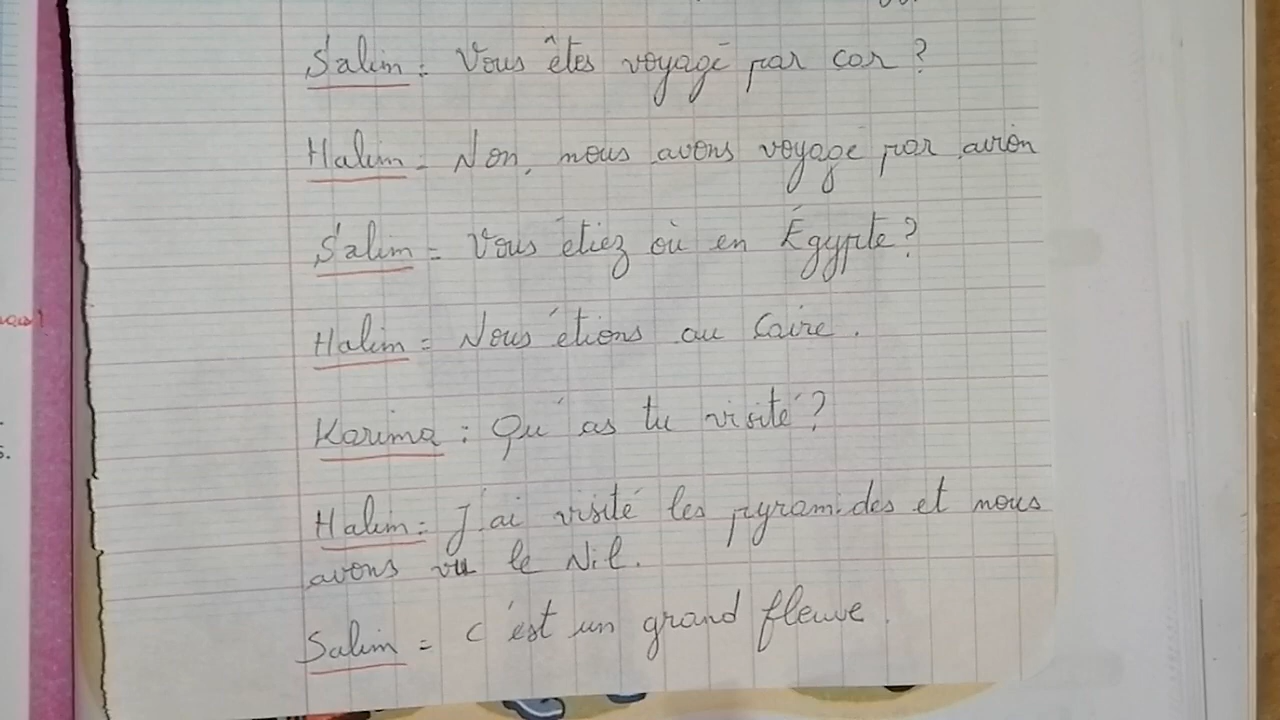 Salim : Vous êtes voyagé par car ?
Halim = Non, nous avons voyagé par avion
Salim = Vous étiez où en Égypte ?
Halim = Nous étions au Caire.
Karima : Qu'as tu visité ?
Halim = J'ai visité les pyramides et nous
avons vu le Nil.
Salim = C'est un grand fleuve.